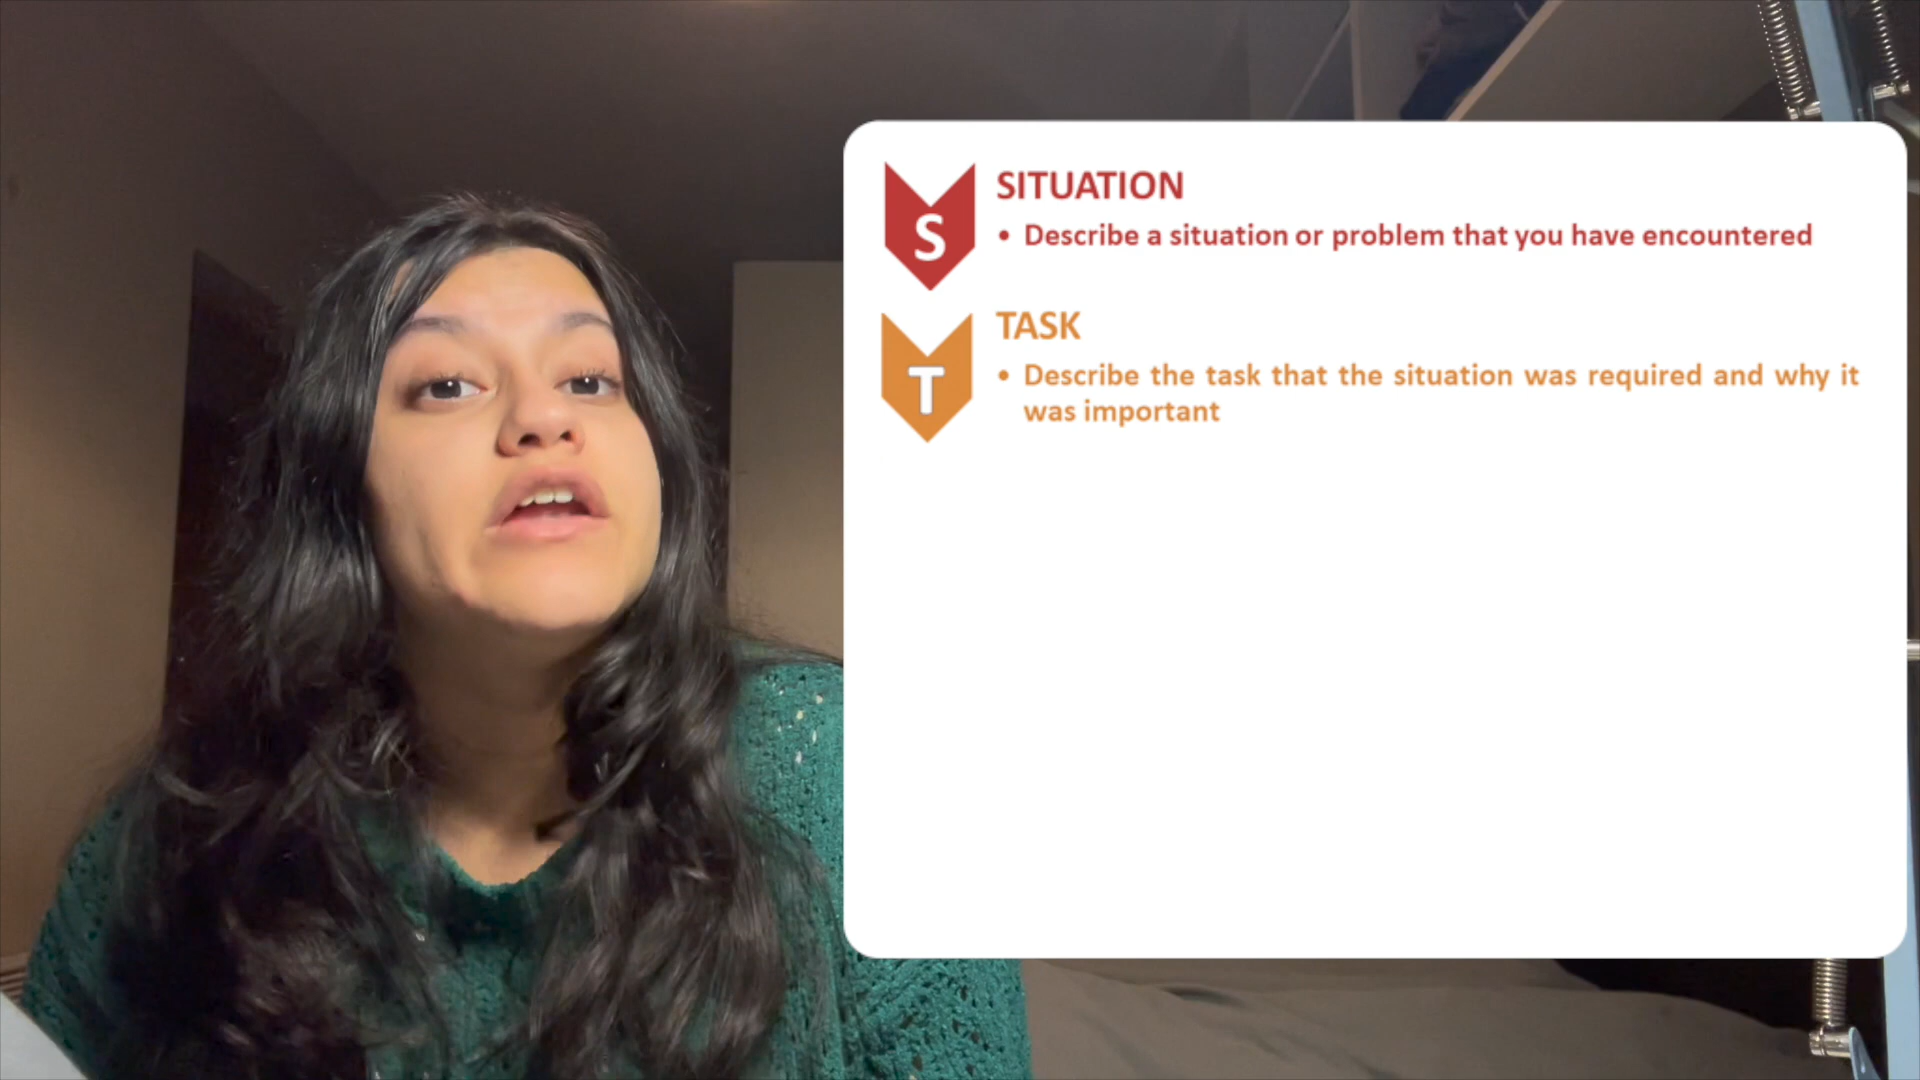 S
SITUATION
• Describe a situation or problem that you have encountered
T
TASK
• Describe the task that the situation was required and why it
was important